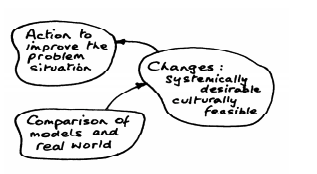 Action to
improve the
problem
situation
Changes:
systemically
desirable
culturally
feasible
Comparison of
models and
real world